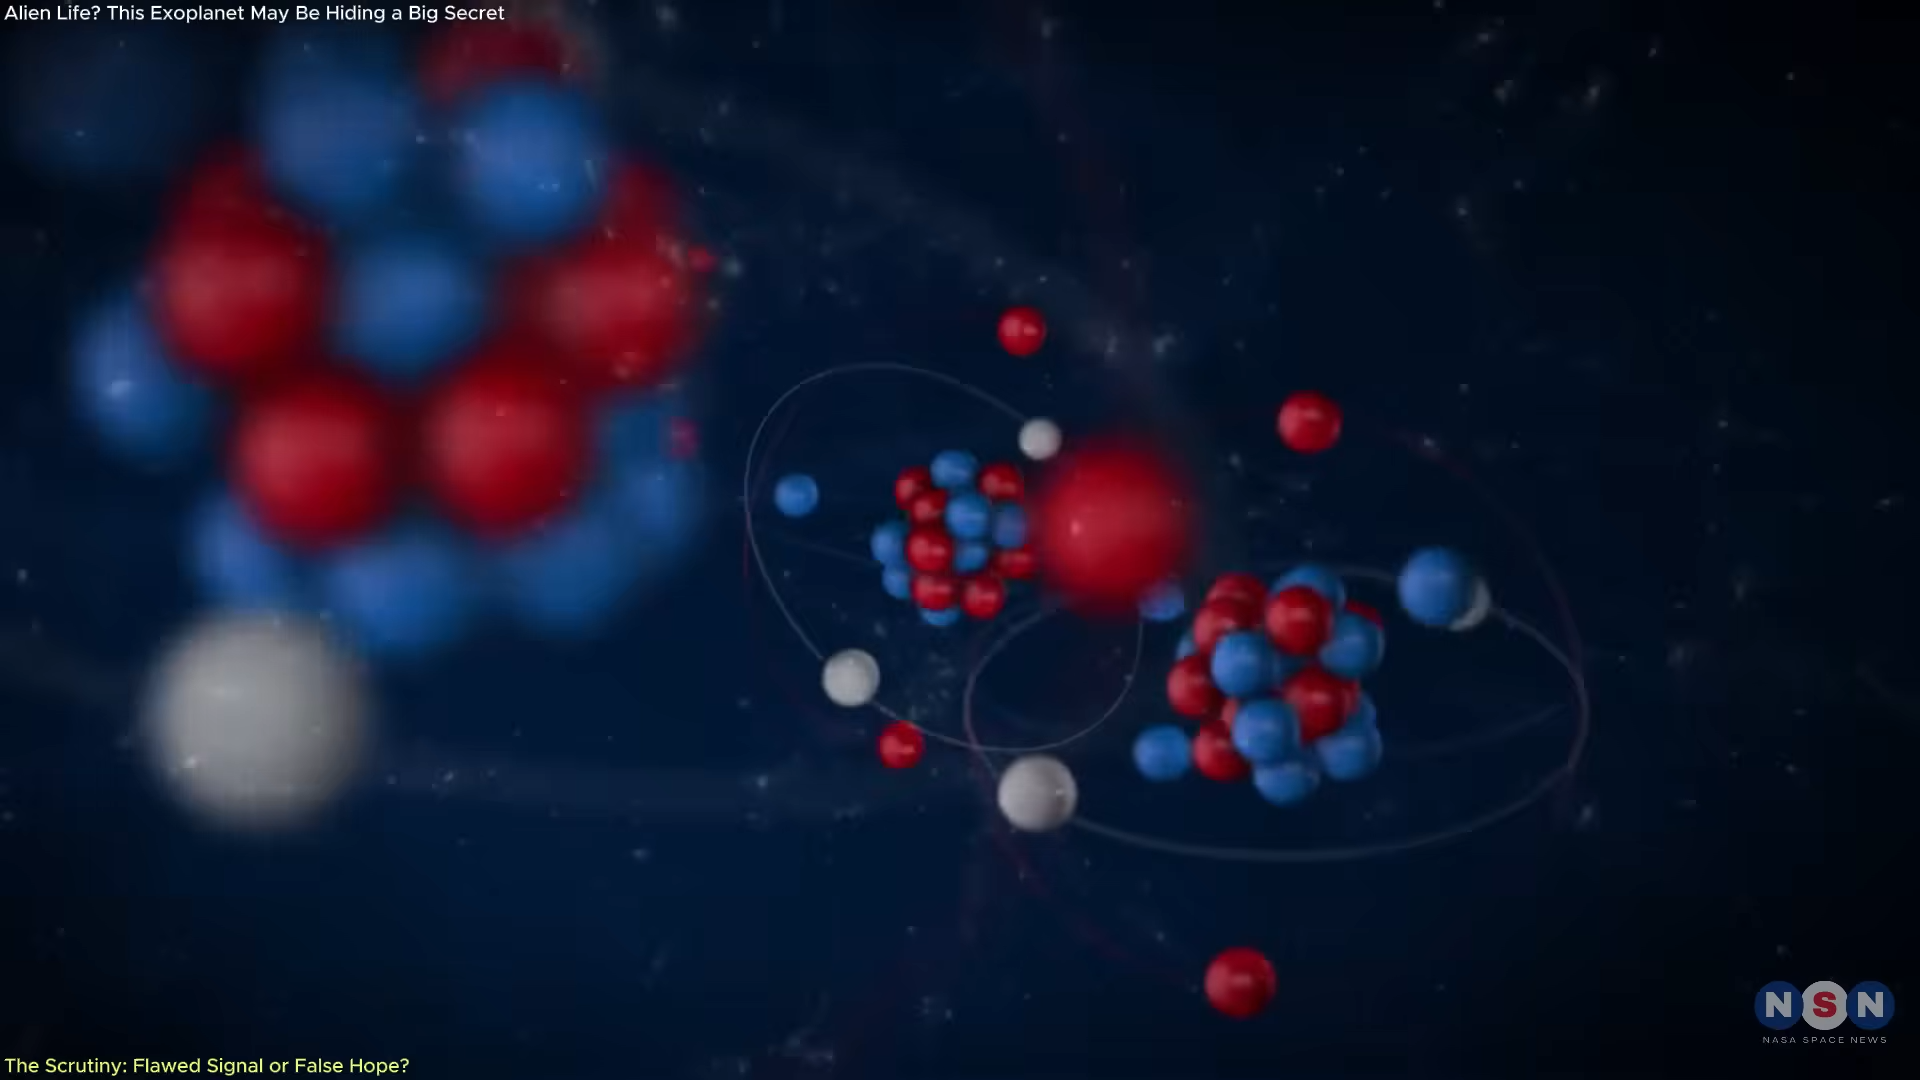 Alien Life? This Exoplanet May Be Hiding a Big Secret
NSN
NASA SPACE NEWS
The Scrutiny: Flawed Signal or False Hope?